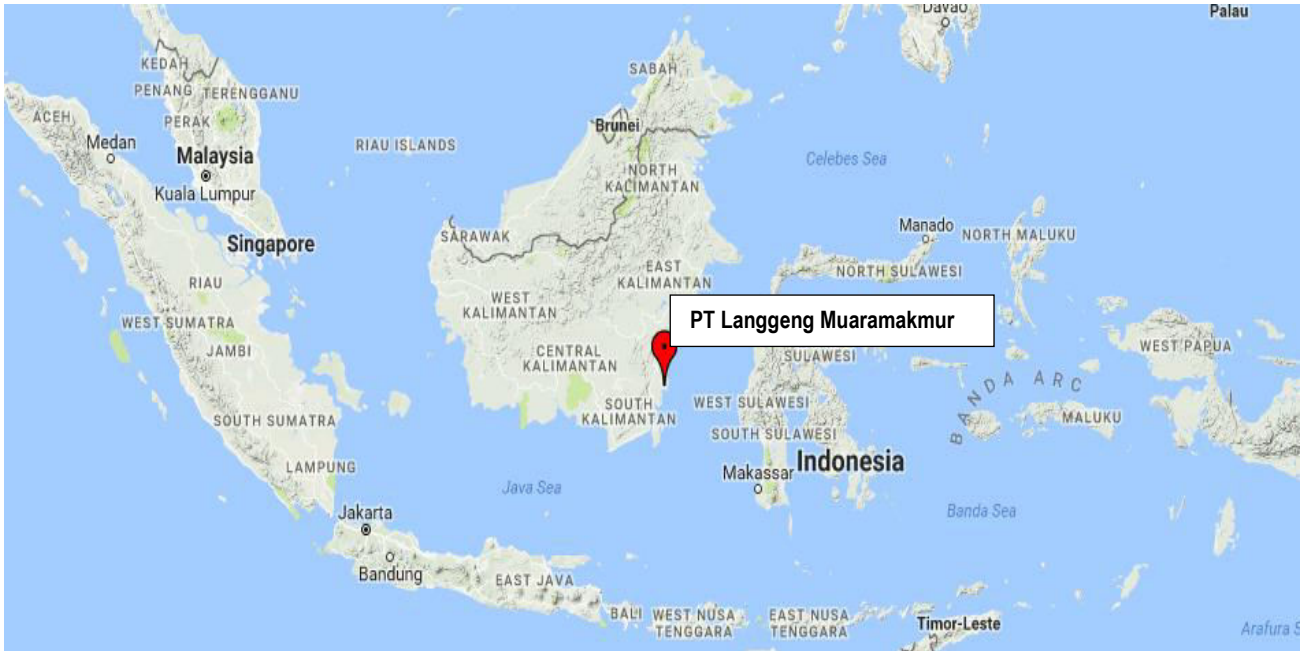 Davao
Palau
KEDAH
PENANG
TERENGGANU
ACEH
PERAK
Medan
Malaysia
Kuala Lumpur
RIAU ISLANDS
SABAH
Brunei
Celebes Sea
NORTH
KALIMANTAN
Singapore
SARAWAK
Manado
NORTH MALUKU
RIAU
EAST
KALIMANTAN
NORTH SULAWESI
WEST
KALIMANTAN
PT Langgeng Muaramakmur
WEST SUMATRA
JAMBI
CENTRAL
KALIMANTAN
SULAWESI
WEST PAPUA
BANDA ARC
SOUTH
KALIMANTAN
WEST SULAWESI
MALUKU
SOUTH SUMATRA
SOUTH SULAWESI
LAMPUNG
Makassar
Indonesia
Java Sea
Banda Sea
Jakarta
Bandung
EAST JAVA
BALI
WEST NUSA
TENGGARA
EAST NUSA
TENGGARA
Timor-Leste
Arafura S